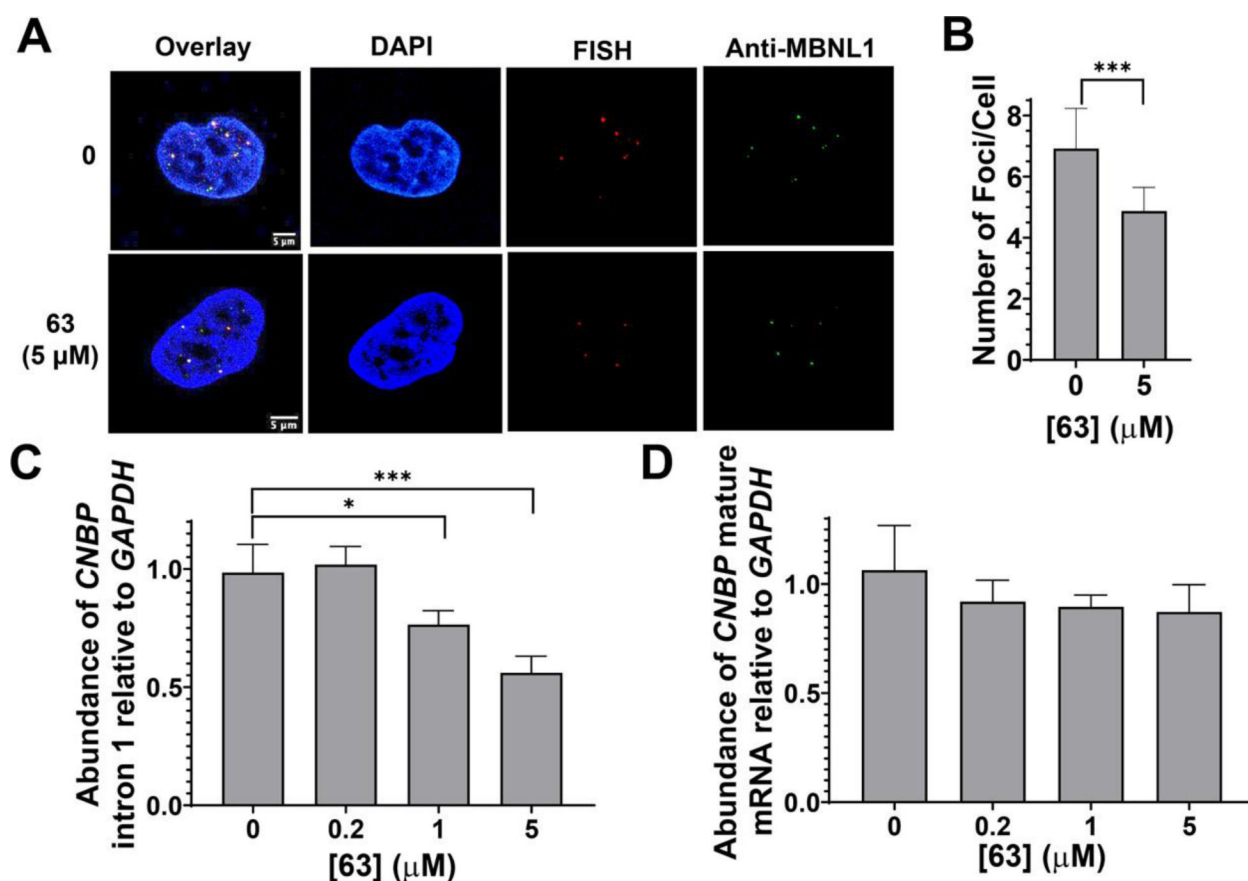 A
Overlay
DAPI
FISH
Anti-MBNL1
0
5 µm
63
(5 µM)
5 µm
B
***
Number of Foci/Cell
8
6
4
2
0
0
5
[63] (µM)
C
***
*
Abundance of CNBP
intron 1 relative to GAPDH
1.0
0.5
0.0
0
0.2
1
5
[63] (µM)
D
Abundance of CNBP mature
mRNA relative to GAPDH
1.0
0.5
0.0
0
0.2
1
5
[63] (µM)